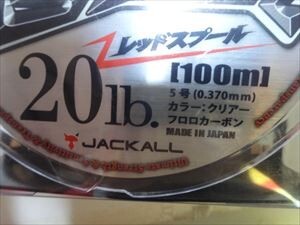 レッドスプール
20lb.
[100m]
5号(0.370mm)
カラー:クリアー
フロロカーボン
MADE IN JAPAN
JACKALL